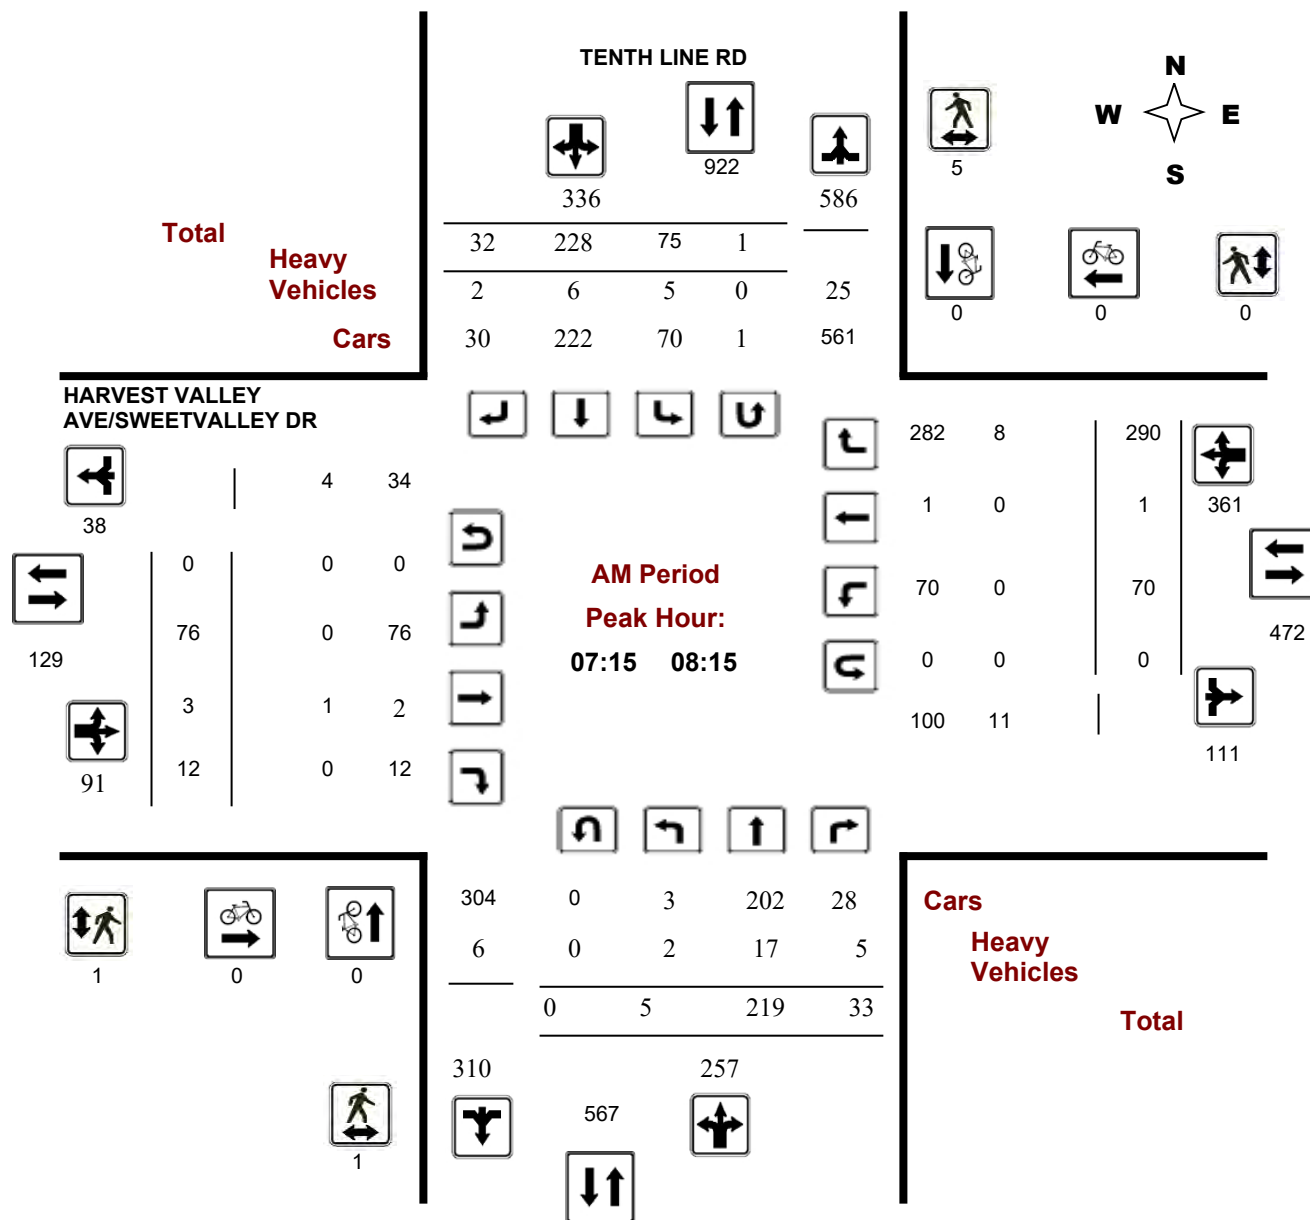 TENTH LINE RD
N
W E
S
922
5
336
586
Total
32 228 75 1
Heavy
Vehicles
2 6 5 0 25
Cars
30 222 70 1 561
0 0 0
HARVEST VALLEY
AVE/SWEETVALLEY DR
282 8 290
4 34
38
1 0 1 361
0 0 0
AM Period
70 0 70
Peak Hour:
76 0 76
472
129
07:15 08:15
0 0 0
3 1 2
100 11
111
91
12 0 12
304 0 3 202 28
Cars
6 0 2 17 5
Heavy
Vehicles
1 0 0
0 5 219 33
Total
310 257
567
1